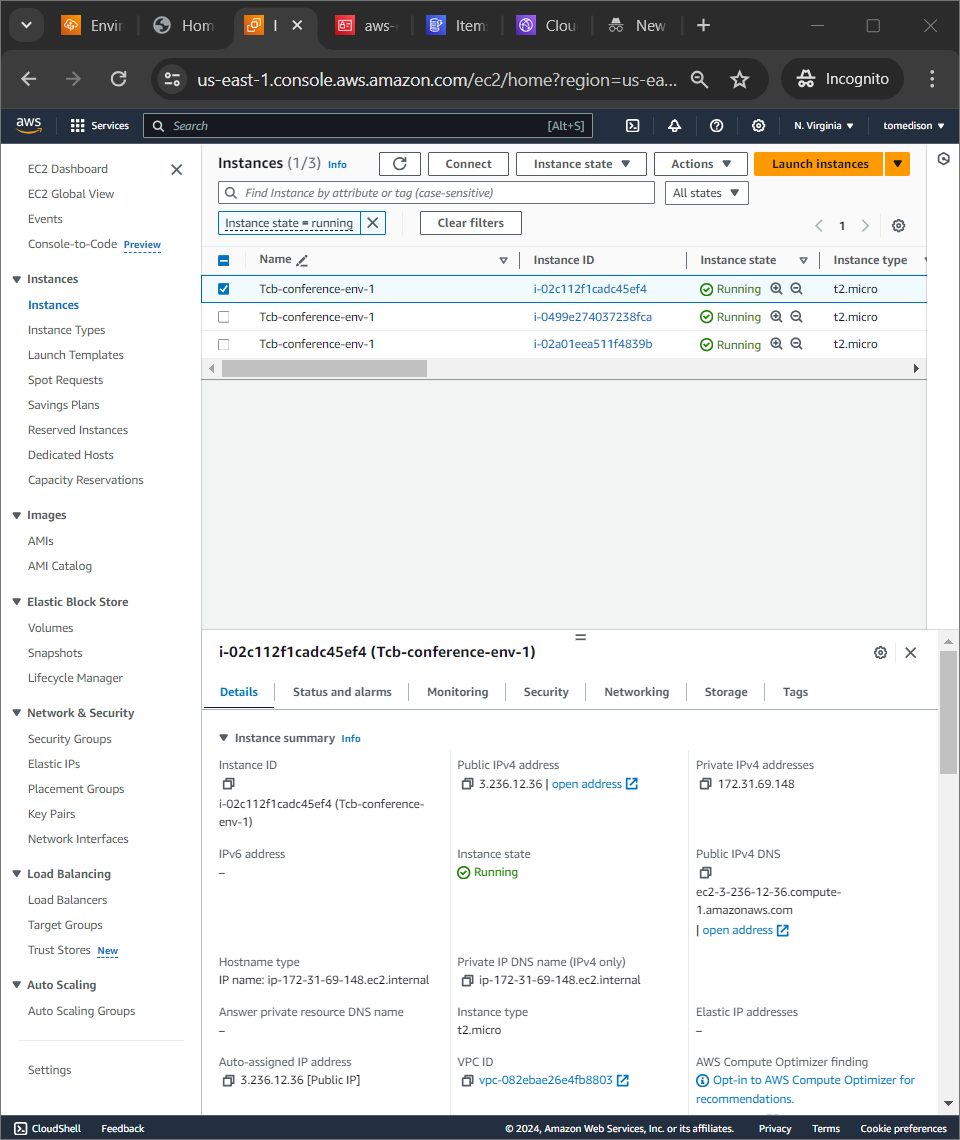 Envir
Hom
I
aws-
Item
Clou
New
us-east-1.console.aws.amazon.com/ec2/home?region=us-ea...
Incognito
aws
Services
Search
[Alt+S]
N. Virginia
tomedison
EC2 Dashboard
EC2 Global View
Events
Console-to-Code Preview
Instances
Instances
Instance Types
Launch Templates
Spot Requests
Savings Plans
Reserved Instances
Dedicated Hosts
Capacity Reservations
Images
AMIs
AMI Catalog
Elastic Block Store
Volumes
Snapshots
Lifecycle Manager
Network & Security
Security Groups
Elastic IPs
Placement Groups
Key Pairs
Network Interfaces
Load Balancing
Load Balancers
Target Groups
Trust Stores New
Auto Scaling
Auto Scaling Groups
Settings
Instances (1/3) Info
Connect
Instance state
Actions
Launch instances
Find Instance by attribute or tag (case-sensitive)
All states
Instance state = running
Clear filters
1
Name Instance ID Instance state Instance type
Tcb-conference-env-1 i-02c112f1cadc45ef4 Running t2.micro
Tcb-conference-env-1 i-0499e274037238fca Running t2.micro
Tcb-conference-env-1 i-02a01eea511f4839b Running t2.micro
i-02c112f1cadc45ef4 (Tcb-conference-env-1)
Details
Status and alarms
Monitoring
Security
Networking
Storage
Tags
Instance summary Info
Instance ID
i-02c112f1cadc45ef4 (Tcb-conference-
env-1)
Public IPv4 address
3.236.12.36 | open address
Private IPv4 addresses
172.31.69.148
IPv6 address
–
Instance state
Running
Public IPv4 DNS
ec2-3-236-12-36.compute-
1.amazonaws.com
| open address
Hostname type
IP name: ip-172-31-69-148.ec2.internal
Private IP DNS name (IPv4 only)
ip-172-31-69-148.ec2.internal
Answer private resource DNS name
–
Instance type
t2.micro
Elastic IP addresses
–
Auto-assigned IP address
3.236.12.36 [Public IP]
VPC ID
vpc-082ebae26e4fb8803
AWS Compute Optimizer finding
Opt-in to AWS Compute Optimizer for
recommendations.
CloudShell
Feedback
© 2024, Amazon Web Services, Inc. or its affiliates.
Privacy
Terms
Cookie preferences